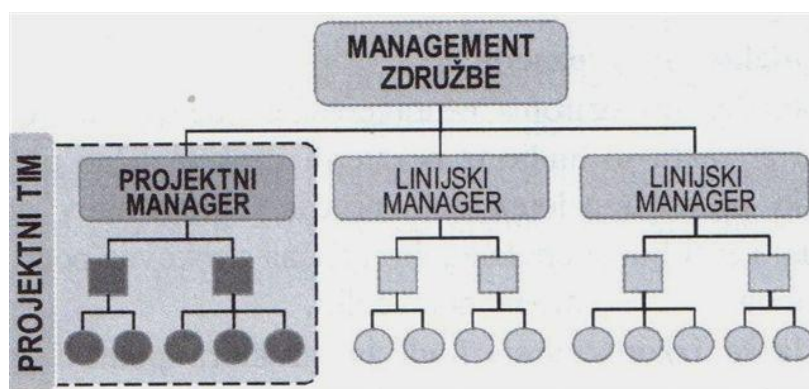 MANAGEMENT
ZDRUŽBE
PROJEKTNI TIM
PROJEKTNI
MANAGER
LINIJSKI
MANAGER
LINIJSKI
MANAGER